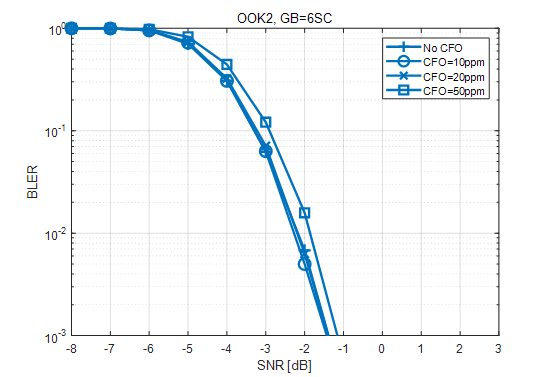 OOK2, GB=6SC
No CFO
CFO=10ppm
CFO=20ppm
CFO=50ppm
10^0
10^-1
10^-2
10^-3
BLER
-8 -7 -6 -5 -4 -3 -2 -1 0 1 2 3
SNR [dB]